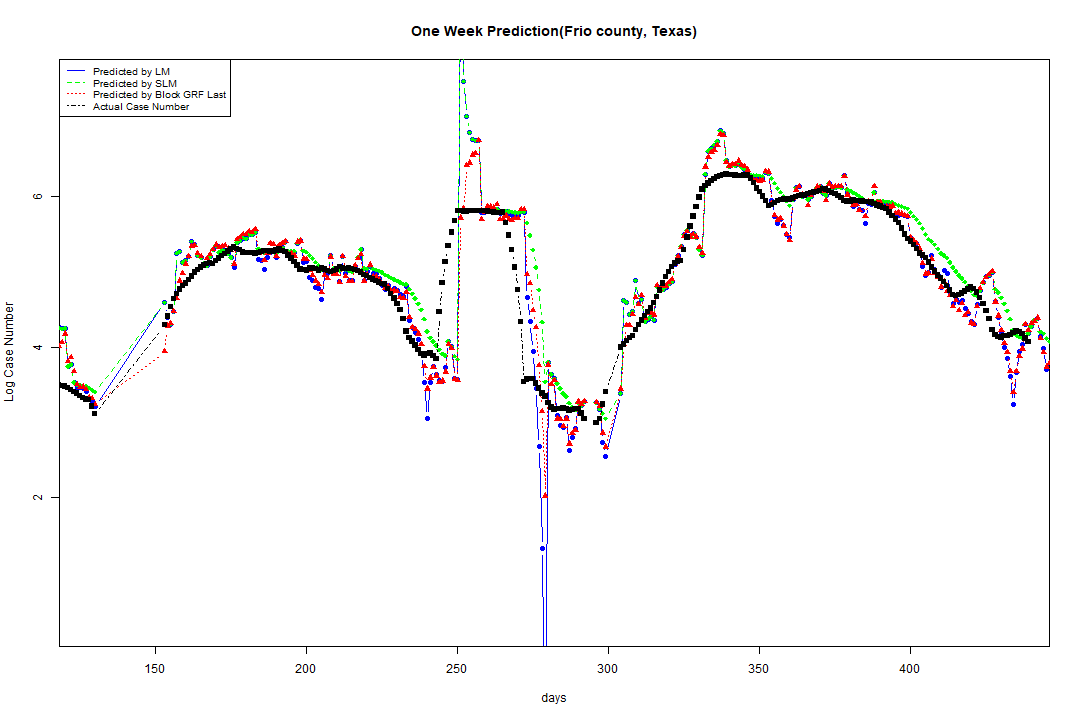 One Week Prediction(Frio county, Texas)
Predicted by LM
Predicted by SLM
Predicted by Block GRF Last
Actual Case Number
Log Case Number
6
4
2
150 200 250 300 350 400
days